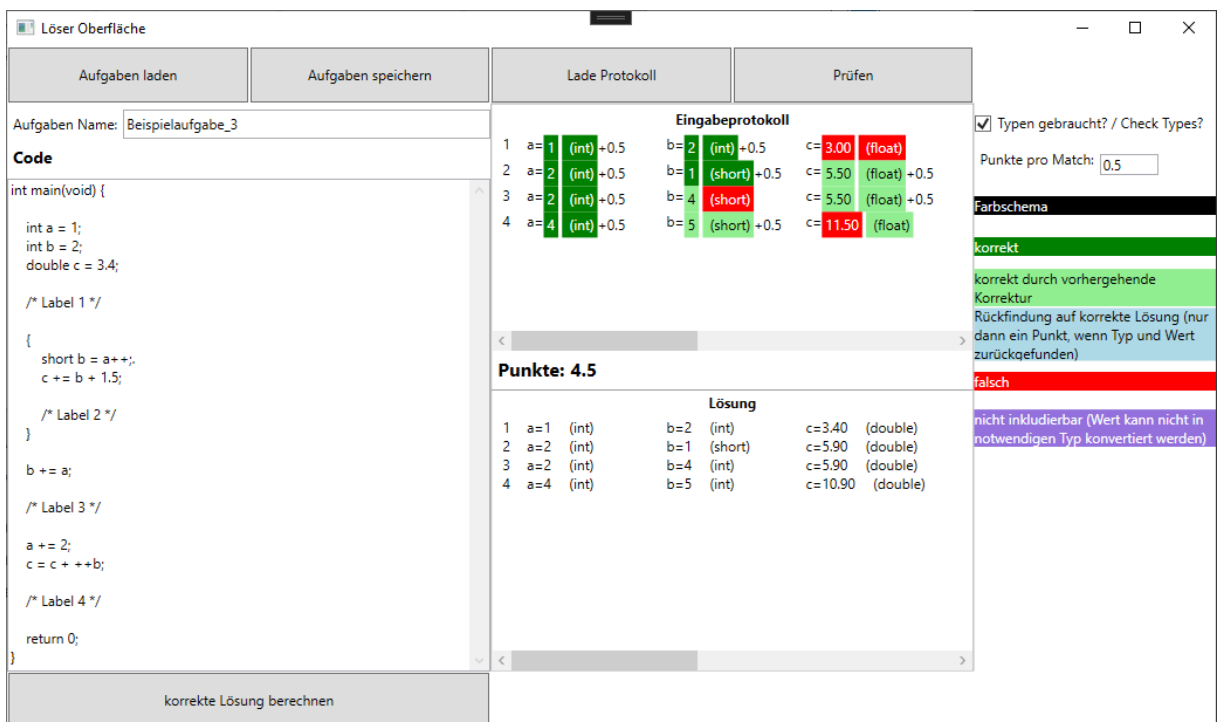 Löser Oberfläche
Aufgaben laden
Aufgaben speichern
Lade Protokoll
Prüfen
Aufgaben Name: Beispielaufgabe_3
Code
int main(void) {
int a = 1;
int b = 2;
double c = 3.4;
/* Label 1 */
{
short b = a++;.
c += b + 1.5;
/* Label 2 */
}
b += a;
/* Label 3 */
a += 2;
c = c + ++b;
/* Label 4 */
return 0;
}
korrekte Lösung berechnen
Eingabeprotokoll
1 a= 1 (int) +0.5 b= 2 (int) +0.5 c= 3.00 (float)
2 a= 2 (int) +0.5 b= 1 (short) +0.5 c= 5.50 (float) +0.5
3 a= 2 (int) +0.5 b= 4 (short) c= 5.50 (float) +0.5
4 a= 4 (int) +0.5 b= 5 (short) +0.5 c= 11.50 (float)
Punkte: 4.5
Lösung
1 a=1 (int) b=2 (int) c=3.40 (double)
2 a=2 (int) b=1 (short) c=5.90 (double)
3 a=2 (int) b=4 (int) c=5.90 (double)
4 a=4 (int) b=5 (int) c=10.90 (double)
Typen gebraucht? / Check Types?
Punkte pro Match: 0.5
Farbschema
korrekt
korrekt durch vorhergehende
Korrektur
Rückfindung auf korrekte Lösung (nur
dann ein Punkt, wenn Typ und Wert
zurückgefunden)
falsch
nicht inkludierbar (Wert kann nicht in
notwendigen Typ konvertiert werden)